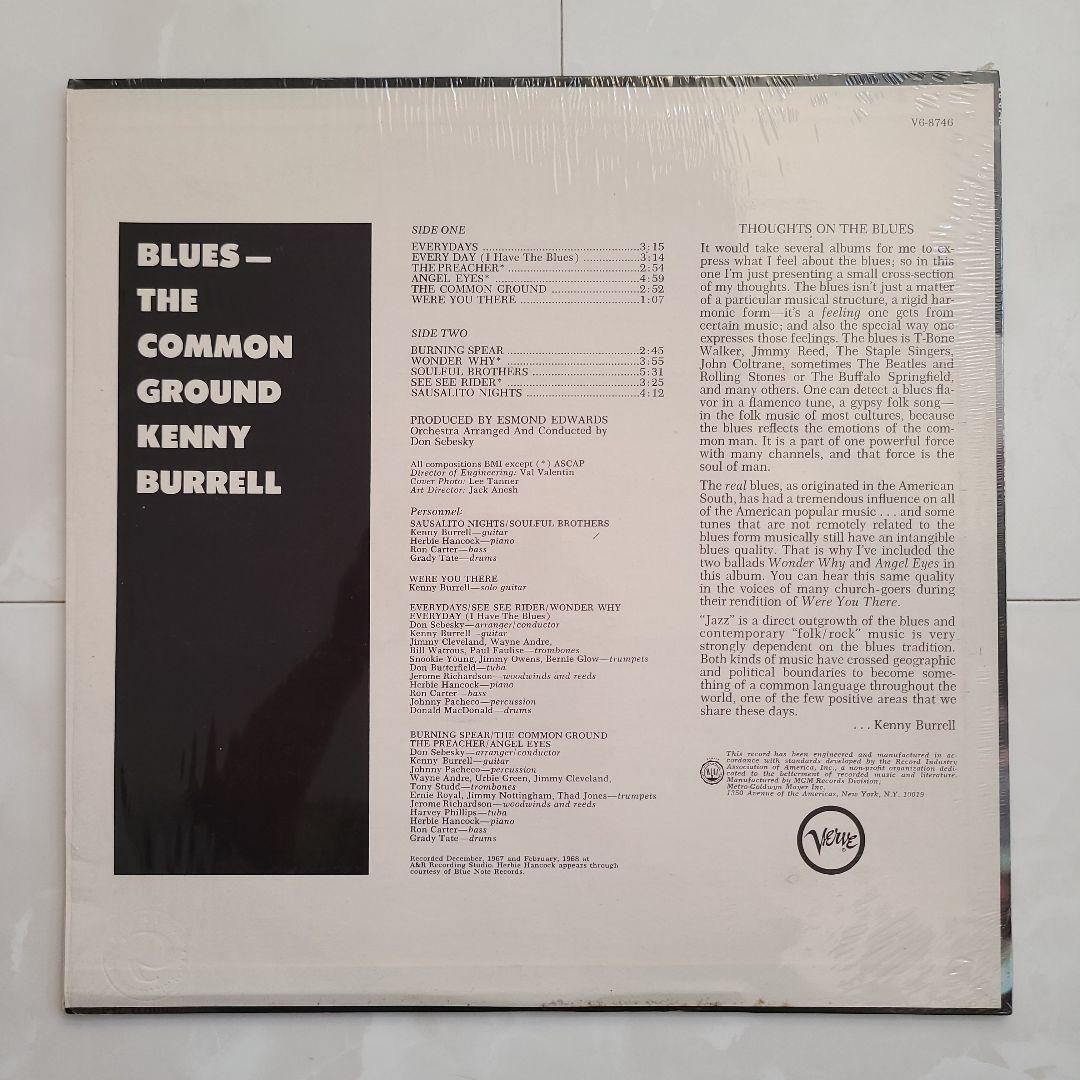 V6-8746
BLUES—
THE
COMMON
GROUND
KENNY
BURRELL
SIDE ONE
EVERYDAYS ........................................3:15
EVERY DAY (I Have The Blues) ..............3:14
THE PREACHER* ..................................2:54
ANGEL EYES* ......................................4:59
THE COMMON GROUND ......................2:52
WERE YOU THERE ..............................1:07
SIDE TWO
BURNING SPEAR ................................2:45
WONDER WHY* ..................................3:55
SOULFUL BROTHERS ..........................5:31
SEE SEE RIDER* ..................................3:25
SAUSALITO NIGHTS ............................4:12
PRODUCED BY ESMOND EDWARDS
Orchestra Arranged And Conducted by
Don Sebesky
All compositions BMI except (*) ASCAP
Director of Engineering: Val Valentin
Cover Photo: Lee Tanner
Art Director: Jack Anesh
Personnel:
SAUSALITO NIGHTS/SOULFUL BROTHERS
Kenny Burrell—guitar
Herbie Hancock—piano
Ron Carter—bass
Grady Tate—drums
WERE YOU THERE
Kenny Burrell—solo guitar
EVERYDAYS/SEE SEE RIDER/WONDER WHY
EVERYDAY (I Have The Blues)
Don Sebesky—arranger/conductor
Kenny Burrell—guitar
Jimmy Cleveland, Wayne Andre,
Bill Watrous, Paul Faulise—trombones
Snookie Young, Jimmy Owens, Bernie Glow—trumpets
Don Butterfield—tuba
Jerome Richardson—woodwinds and reeds
Herbie Hancock—piano
Ron Carter—bass
Johnny Pacheco—percussion
Donald MacDonald—drums
BURNING SPEAR/THE COMMON GROUND
THE PREACHER/ANGEL EYES
Don Sebesky—arranger/conductor
Kenny Burrell—guitar
Johnny Pacheco—percussion
Wayne Andre, Urbie Green, Jimmy Cleveland,
Tony Studd—trombones
Ernie Royal, Jimmy Nottingham, Thad Jones—trumpets
Jerome Richardson—woodwinds and reeds
Harvey Phillips—tuba
Herbie Hancock—piano
Ron Carter—bass
Grady Tate—drums
Recorded December, 1967 and February, 1968 at
A&R Recording Studio. Herbie Hancock appears through
courtesy of Blue Note Records.
THOUGHTS ON THE BLUES
It would take several albums for me to ex-
press what I feel about the blues; so in this
one I'm just presenting a small cross-section
of my thoughts. The blues isn't just a matter
of a particular musical structure, a rigid har-
monic form—it's a feeling one gets from
certain music; and also the special way one
expresses those feelings. The blues is T-Bone
Walker, Jimmy Reed, The Staple Singers,
John Coltrane, sometimes The Beatles and
Rolling Stones or The Buffalo Springfield,
and many others. One can detect a blues fla-
vor in a flamenco tune, a gypsy folk song—
in the folk music of most cultures, because
the blues reflects the emotions of the com-
mon man. It is a part of one powerful force
with many channels, and that force is the
soul of man.
The real blues, as originated in the American
South, has had a tremendous influence on all
of the American popular music . . . and some
tunes that are not remotely related to the
blues form musically still have an intangible
blues quality. That is why I've included the
two ballads Wonder Why and Angel Eyes in
this album. You can hear this same quality
in the voices of many church-goers during
their rendition of Were You There.
"Jazz" is a direct outgrowth of the blues and
contemporary "folk/rock" music is very
strongly dependent on the blues tradition.
Both kinds of music have crossed geographic
and political boundaries to become some-
thing of a common language throughout the
world, one of the few positive areas that we
share these days.
. . . Kenny Burrell
This record has been engineered and manufactured in ac-
cordance with standards developed by the Record Industry
Association of America, Inc., a non-profit organization dedi-
cated to the betterment of recorded music and literature.
Manufactured by MGM Records Division,
Metro-Goldwyn Mayer Inc.
1350 Avenue of the Americas, New York, N.Y. 10019
Verve